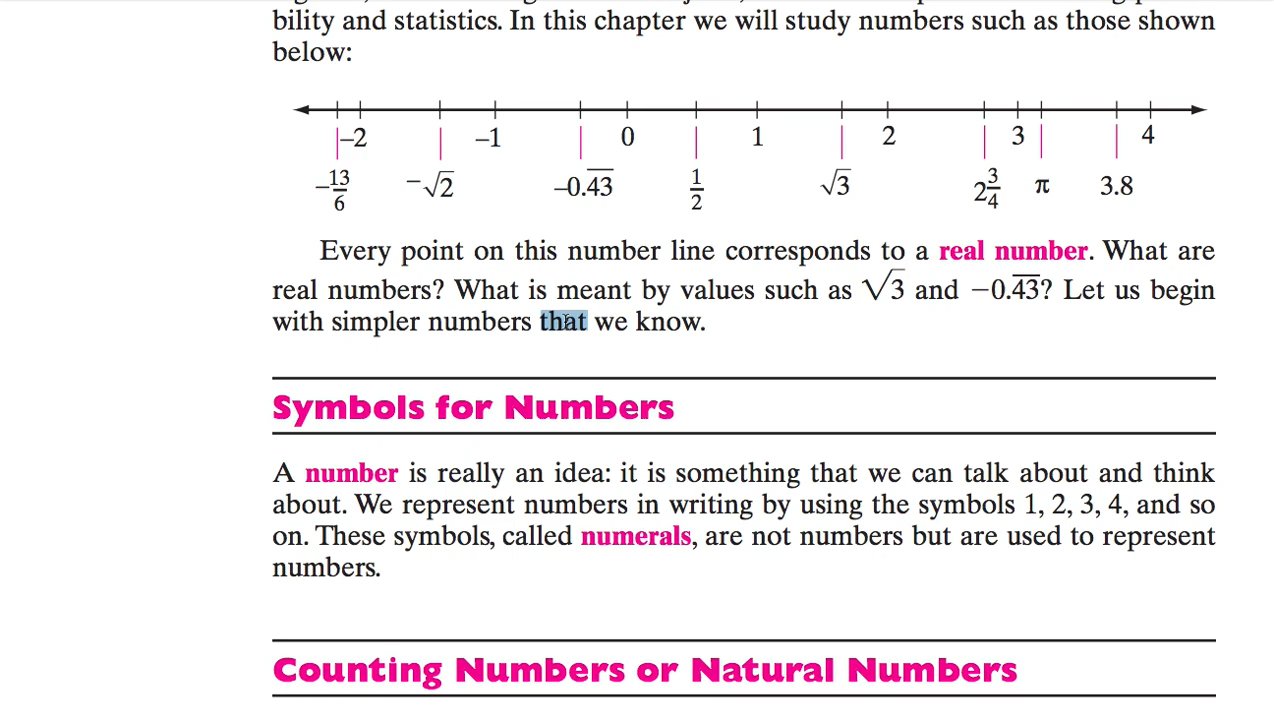 bility and statistics. In this chapter we will study numbers such as those shown
below:
–2 –1 0 1 2 3 4
–13/6 –√2 –0.4̅3̅ 1/2 √3 2 3/4 π 3.8
Every point on this number line corresponds to a real number. What are
real numbers? What is meant by values such as √3 and −0.4̅3̅? Let us begin
with simpler numbers that we know.
Symbols for Numbers
A number is really an idea: it is something that we can talk about and think
about. We represent numbers in writing by using the symbols 1, 2, 3, 4, and so
on. These symbols, called numerals, are not numbers but are used to represent
numbers.
Counting Numbers or Natural Numbers